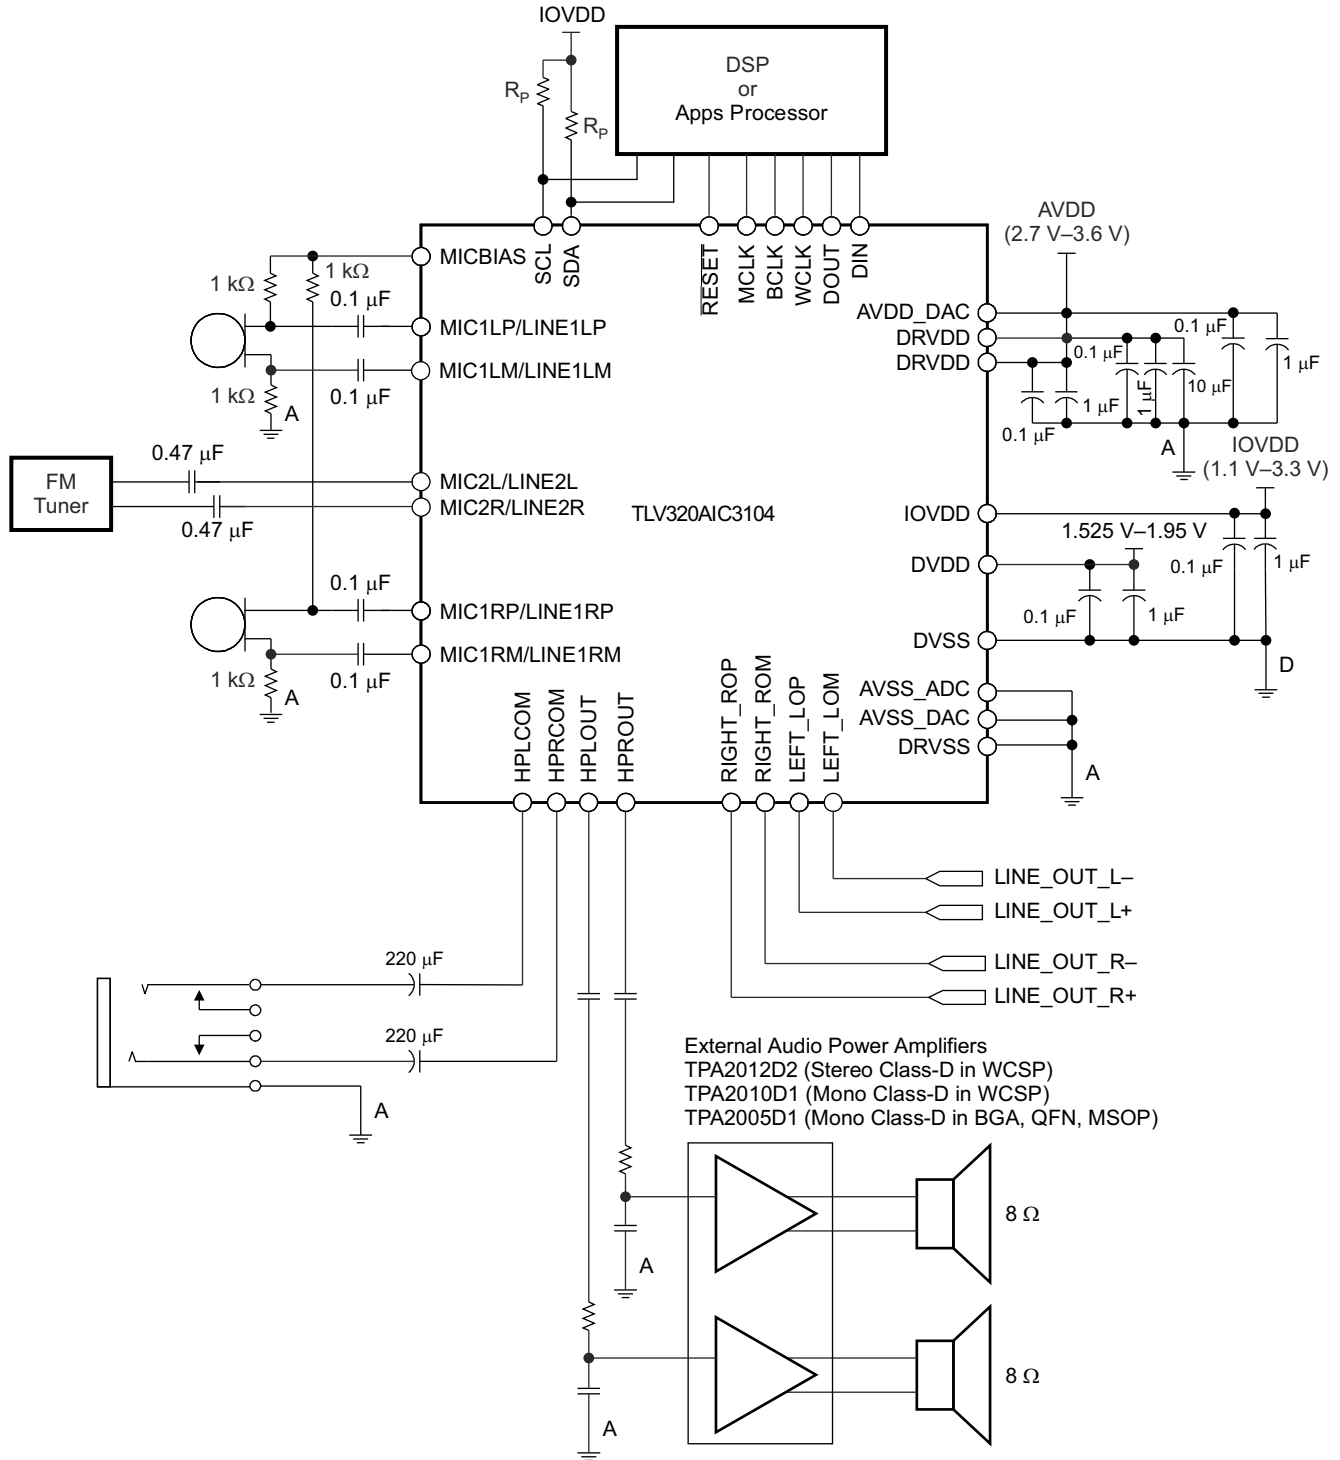 IOVDD
DSP
or
Apps Processor
R_P
R_P
AVDD
(2.7 V–3.6 V)
MICBIAS
SCL
SDA
RESET
MCLK
BCLK
WCLK
DOUT
DIN
1 kΩ
1 kΩ
0.1 μF
MIC1LP/LINE1LP
MIC1LM/LINE1LM
1 kΩ
A
0.1 μF
AVDD_DAC
DRVDD
DRVDD
0.1 μF
0.1 μF
1 μF
10 μF
1 μF
1 μF
0.1 μF
A
IOVDD
(1.1 V–3.3 V)
0.47 μF
FM
Tuner
MIC2L/LINE2L
MIC2R/LINE2R
0.47 μF
TLV320AIC3104
IOVDD
1.525 V–1.95 V
DVDD
0.1 μF
1 μF
0.1 μF
1 μF
0.1 μF
MIC1RP/LINE1RP
MIC1RM/LINE1RM
1 kΩ
A
0.1 μF
DVSS
D
AVSS_ADC
AVSS_DAC
DRVSS
A
HPLCOM
HPRCOM
HPLOUT
HPROUT
RIGHT_ROP
RIGHT_ROM
LEFT_LOP
LEFT_LOM
LINE_OUT_L–
LINE_OUT_L+
LINE_OUT_R–
LINE_OUT_R+
220 μF
220 μF
A
External Audio Power Amplifiers
TPA2012D2 (Stereo Class-D in WCSP)
TPA2010D1 (Mono Class-D in WCSP)
TPA2005D1 (Mono Class-D in BGA, QFN, MSOP)
8 Ω
A
8 Ω
A